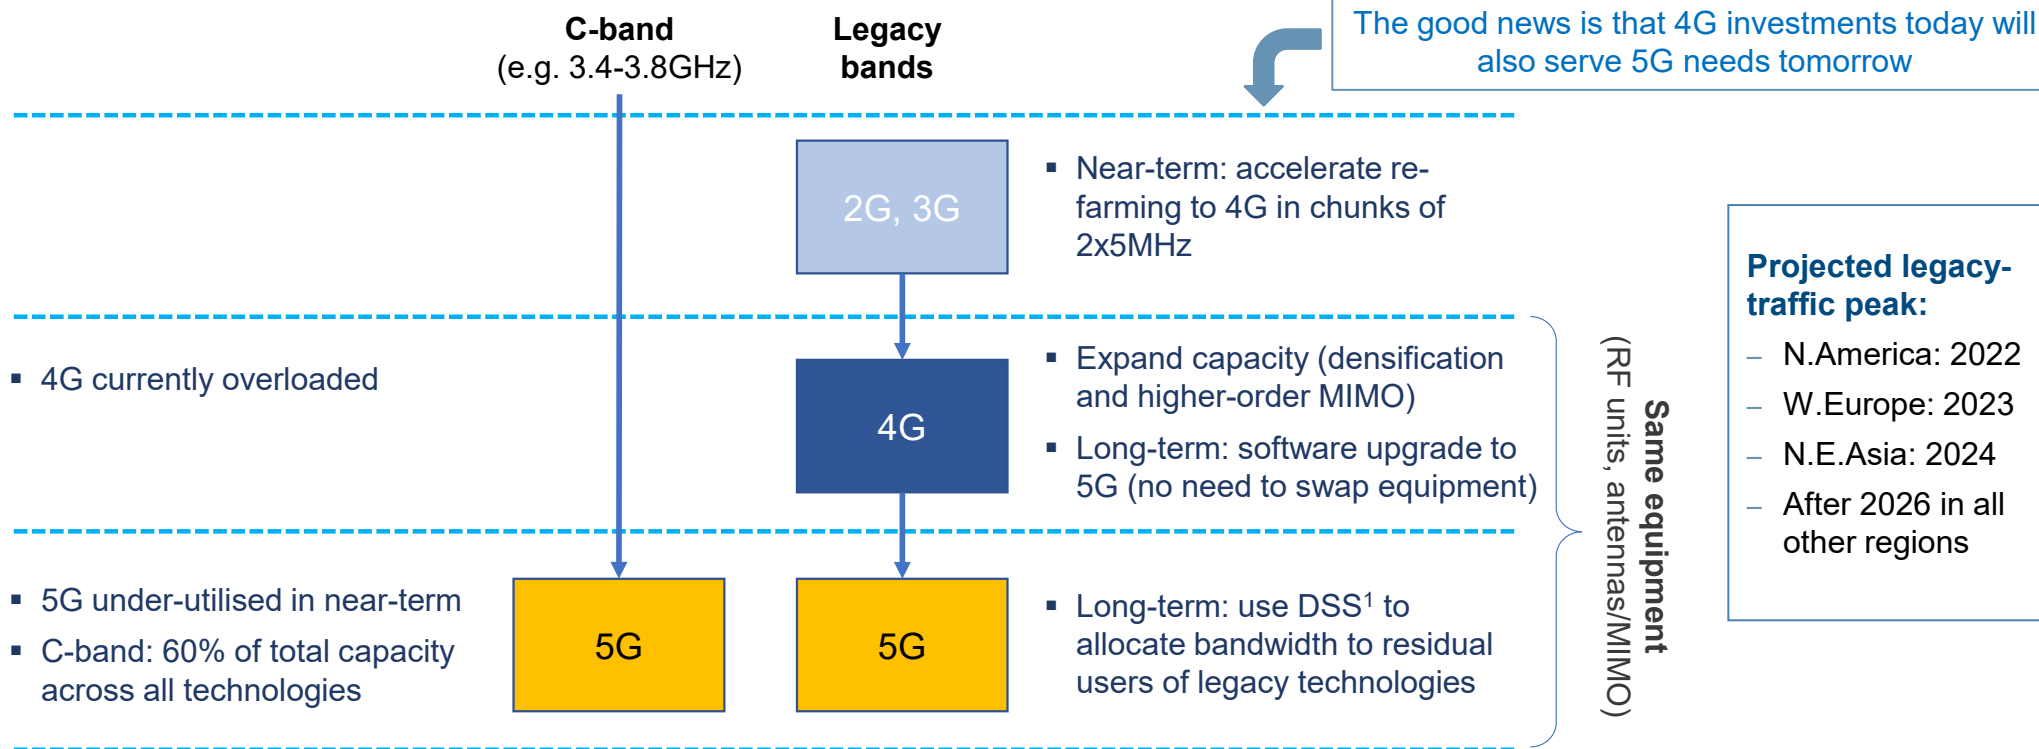 C-band
(e.g. 3.4-3.8GHz)
Legacy
bands
The good news is that 4G investments today will
also serve 5G needs tomorrow
2G, 3G
▪ Near-term: accelerate re-
farming to 4G in chunks of
2x5MHz
▪ 4G currently overloaded
4G
▪ Expand capacity (densification
and higher-order MIMO)
▪ Long-term: software upgrade to
5G (no need to swap equipment)
▪ 5G under-utilised in near-term
▪ C-band: 60% of total capacity
across all technologies
5G
5G
▪ Long-term: use DSS¹ to
allocate bandwidth to residual
users of legacy technologies
Same equipment
(RF units, antennas/MIMO)
Projected legacy-
traffic peak:
– N.America: 2022
– W.Europe: 2023
– N.E.Asia: 2024
– After 2026 in all
other regions